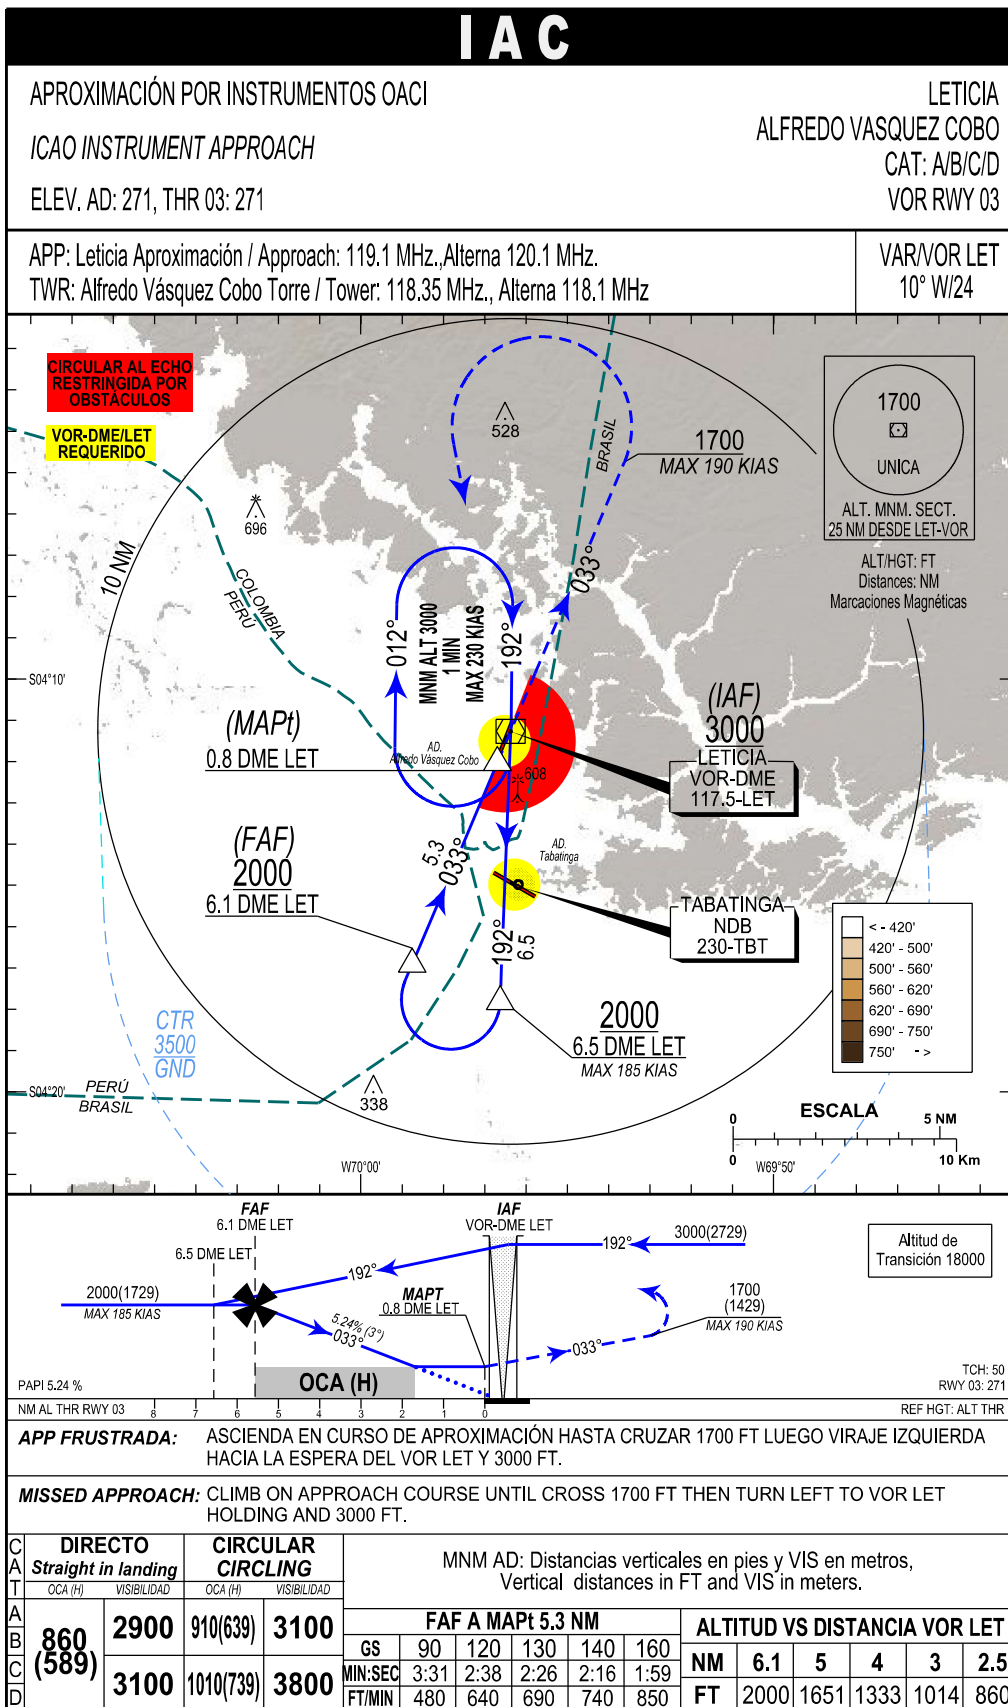 IAC
APROXIMACIÓN POR INSTRUMENTOS OACI
ICAO INSTRUMENT APPROACH
ELEV. AD: 271, THR 03: 271
LETICIA
ALFREDO VASQUEZ COBO
CAT: A/B/C/D
VOR RWY 03
APP: Leticia Aproximación / Approach: 119.1 MHz.,Alterna 120.1 MHz.
TWR: Alfredo Vásquez Cobo Torre / Tower: 118.35 MHz., Alterna 118.1 MHz
VAR/VOR LET
10° W/24
CIRCULAR AL ECHO
RESTRINGIDA POR
OBSTÁCULOS
VOR-DME/LET
REQUERIDO
528
696
BRASIL
1700
MAX 190 KIAS
1700
UNICA
ALT. MNM. SECT.
25 NM DESDE LET-VOR
ALT/HGT: FT
Distances: NM
Marcaciones Magnéticas
10 NM
COLOMBIA
PERÚ
033°
012°
MNM ALT 3000
1 MIN
MAX 230 KIAS
192°
S04°10'
(MAPt)
0.8 DME LET
AD.
Alfredo Vásquez Cobo
608
(IAF)
3000
LETICIA
VOR-DME
117.5-LET
(FAF)
2000
6.1 DME LET
5.3
033°
AD.
Tabatinga
TABATINGA
NDB
230-TBT
192°
6.5
2000
6.5 DME LET
MAX 185 KIAS
< - 420'
420' - 500'
500' - 560'
560' - 620'
620' - 690'
690' - 750'
750' - >
CTR
3500
GND
S04°20'
PERÚ
BRASIL
338
W70°00'
W69°50'
ESCALA
0 5 NM
0 10 Km
FAF
6.1 DME LET
6.5 DME LET
IAF
VOR-DME LET
192°
3000(2729)
Altitud de
Transición 18000
192°
2000(1729)
MAX 185 KIAS
MAPT
0.8 DME LET
1700
(1429)
MAX 190 KIAS
5.24% (3°)
033°
033°
OCA (H)
PAPI 5.24 %
TCH: 50
RWY 03: 271
NM AL THR RWY 03 8 7 6 5 4 3 2 1 0
REF HGT: ALT THR
APP FRUSTRADA: ASCIENDA EN CURSO DE APROXIMACIÓN HASTA CRUZAR 1700 FT LUEGO VIRAJE IZQUIERDA
HACIA LA ESPERA DEL VOR LET Y 3000 FT.
MISSED APPROACH: CLIMB ON APPROACH COURSE UNTIL CROSS 1700 FT THEN TURN LEFT TO VOR LET
HOLDING AND 3000 FT.
CAT
DIRECTO
Straight in landing
OCA (H) VISIBILIDAD
CIRCULAR
CIRCLING
OCA (H) VISIBILIDAD
A
B
C
D
860
(589)
2900
3100
910(639) 3100
1010(739) 3800
MNM AD: Distancias verticales en pies y VIS en metros,
Vertical distances in FT and VIS in meters.
FAF A MAPt 5.3 NM
GS 90 120 130 140 160
MIN:SEC 3:31 2:38 2:26 2:16 1:59
FT/MIN 480 640 690 740 850
ALTITUD VS DISTANCIA VOR LET
NM 6.1 5 4 3 2.5
FT 2000 1651 1333 1014 860